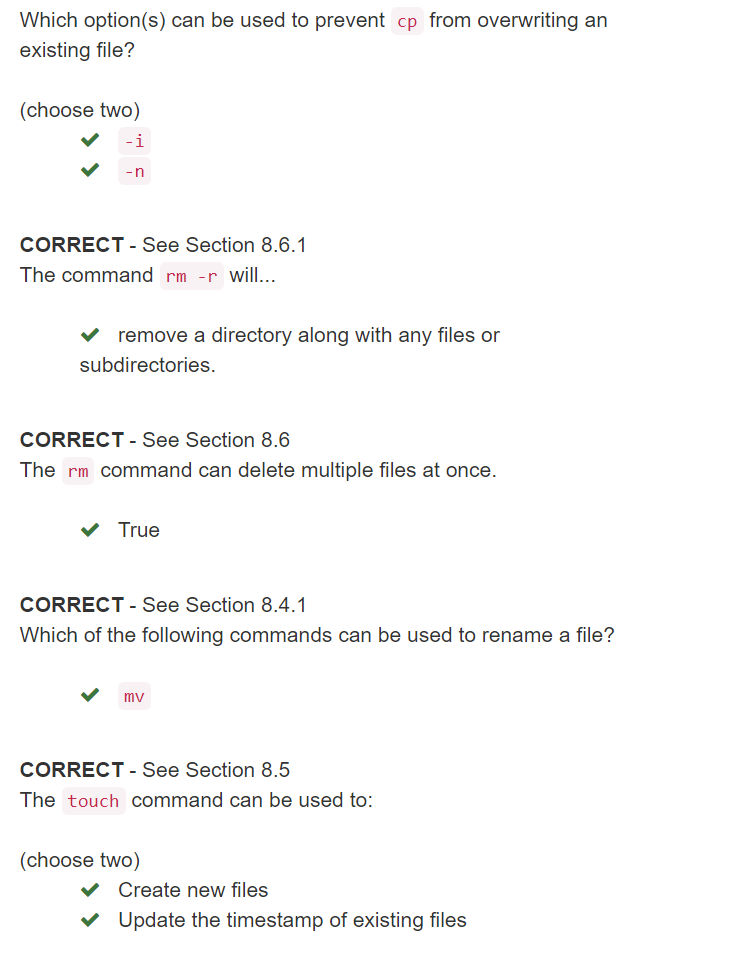 Which option(s) can be used to prevent cp from overwriting an
existing file?
(choose two)
-i
-n
CORRECT - See Section 8.6.1
The command rm -r will...
remove a directory along with any files or
subdirectories.
CORRECT - See Section 8.6
The rm command can delete multiple files at once.
True
CORRECT - See Section 8.4.1
Which of the following commands can be used to rename a file?
mv
CORRECT - See Section 8.5
The touch command can be used to:
(choose two)
Create new files
Update the timestamp of existing files